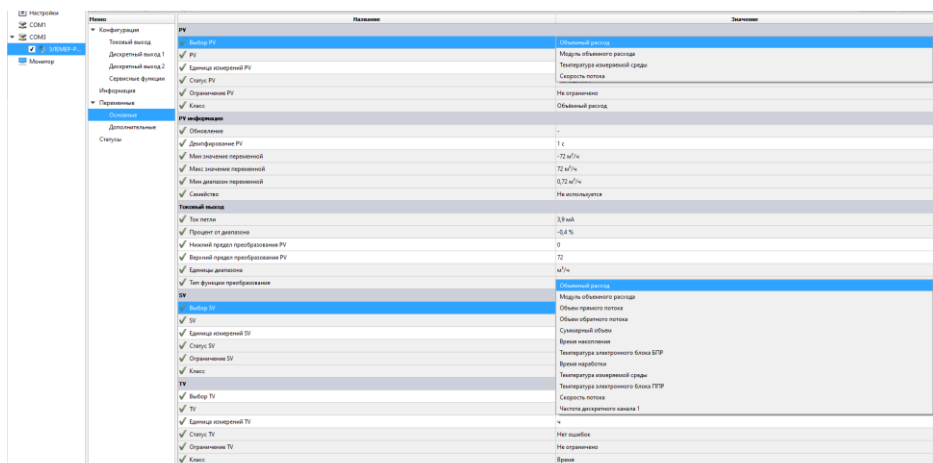 Настройки
COM1
COM3
ЭЛЕМЕР-Р...
Монитор
Меню
Конфигурация
Токовый выход
Дискретный выход 1
Дискретный выход 2
Сервисные функции
Информация
Переменные
Основные
Дополнительные
Статусы
Название Значение
PV
Выбор PV Объемный расход
PV Модуль объемного расхода
Единица измерений PV Температура измеряемой среды
Статус PV Скорость потока
Ограничение PV Не ограничено
Класс Объёмный расход
PV информация
Обновление -
Демпфирование PV 1 с
Мин значение переменной -72 м³/ч
Макс значение переменной 72 м³/ч
Мин диапазон переменной 0,72 м³/ч
Семейство Не используется
Токовый выход
Ток петли 3,9 мА
Процент от диапазона -0,4 %
Нижний предел преобразования PV 0
Верхний предел преобразования PV 72
Единицы диапазона м³/ч
Тип функции преобразования
Объемный расход
SV Модуль объемного расхода
Выбор SV Объем прямого потока
SV Объем обратного потока
Суммарный объем
Единица измерений SV Время накопления
Статус SV Температура электронного блока БПР
Ограничение SV Время наработки
Класс Температура измеряемой среды
TV Температура электронного блока ППР
Выбор TV Скорость потока
TV Частота дискретного канала 1
Единица измерений TV ч
Статус TV Нет ошибок
Ограничение TV Не ограничено
Класс Время